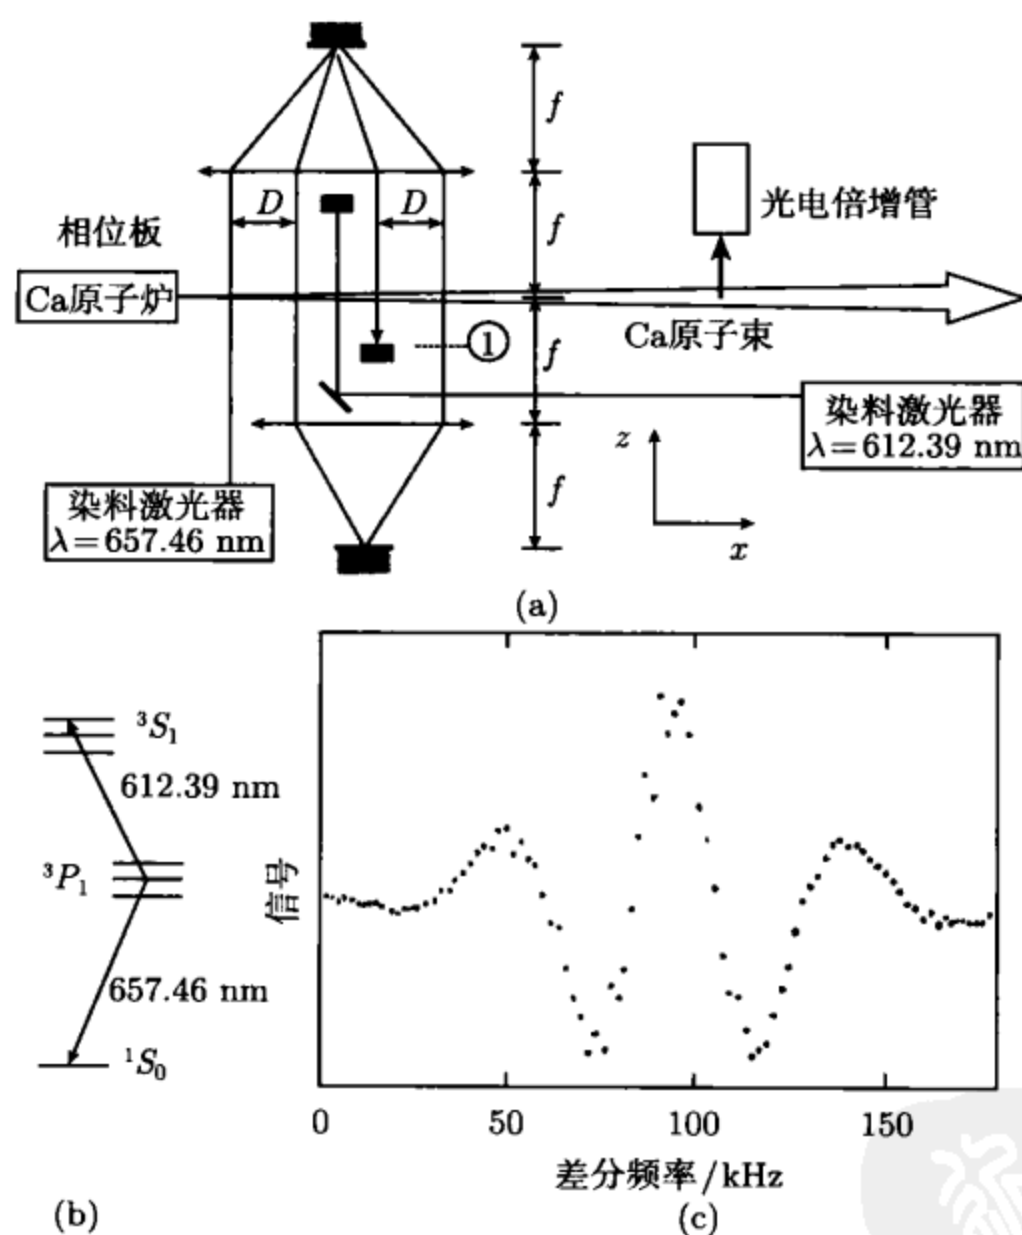 f
D
D
f
光电倍增管
相位板
Ca原子炉
Ca原子束
①
f
染料激光器
λ=612.39 nm
z
f
染料激光器
λ=657.46 nm
x
(a)
³S₁
612.39 nm
³P₁
信号
657.46 nm
¹S₀
0
50
100
150
差分频率/kHz
(b)
(c)